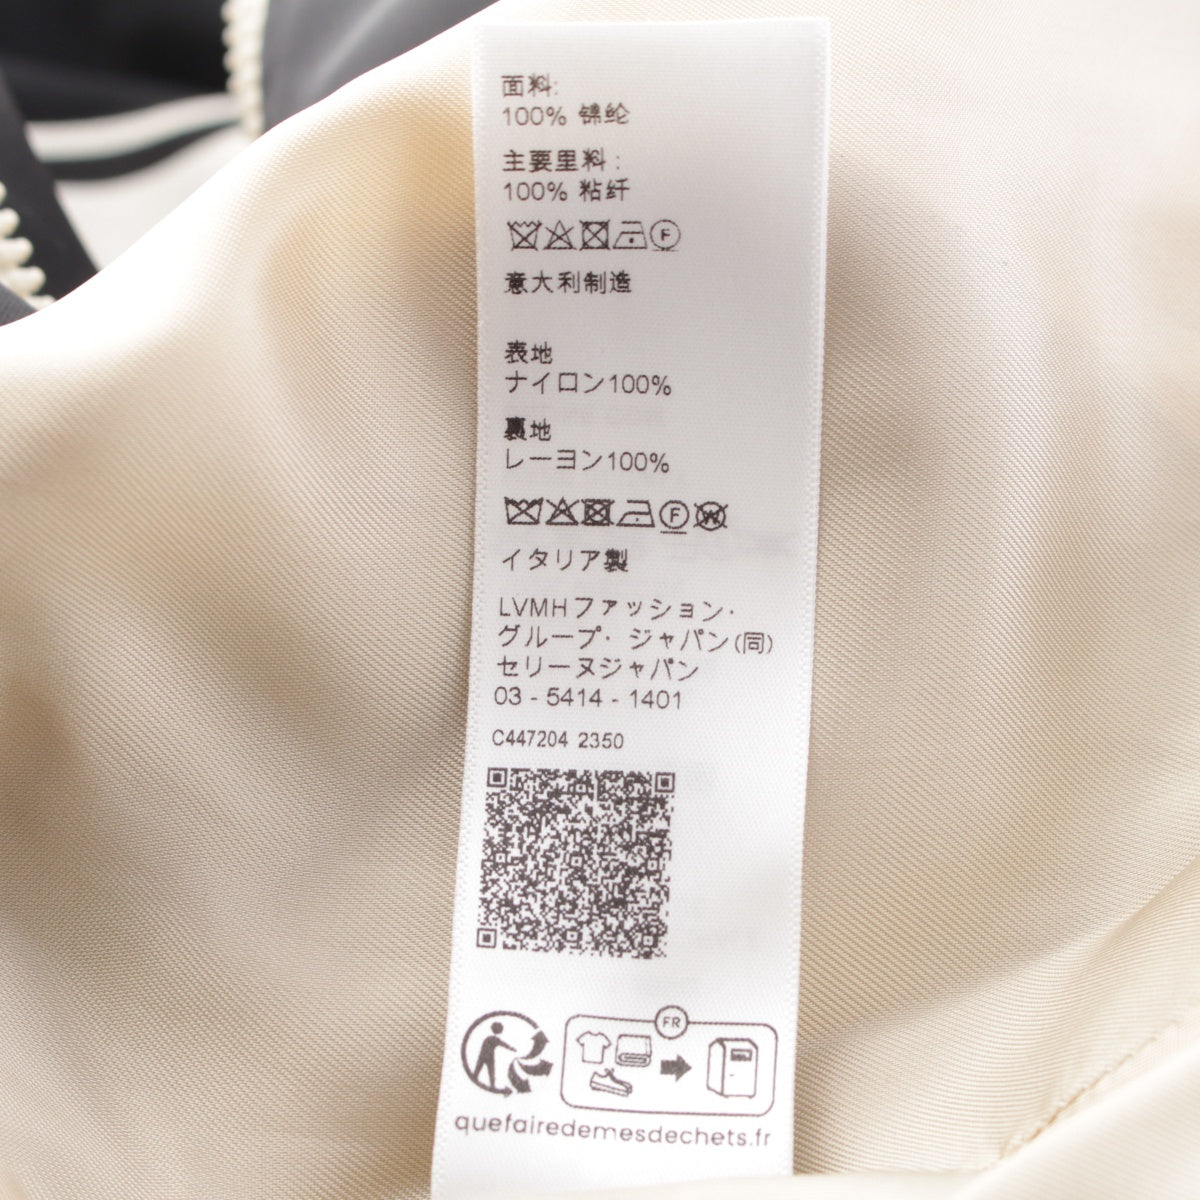 面料:
100% 锦纶
主要里料:
100% 粘纤
F
意大利制造
表地
ナイロン100%
裏地
レーヨン100%
F W
イタリア製
LVMHファッション・
グループ・ジャパン(同)
セリーヌジャパン
03 - 5414 - 1401
C447204 2350
FR
quefairedemesdechets.fr